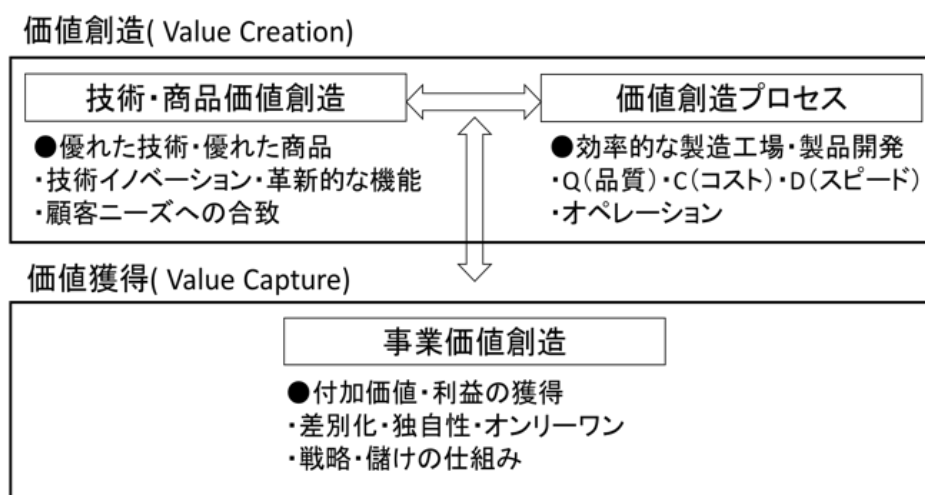 価値創造( Value Creation)
技術・商品価値創造
●優れた技術・優れた商品
・技術イノベーション・革新的な機能
・顧客ニーズへの合致
価値創造プロセス
●効率的な製造工場・製品開発
・Q(品質)・C(コスト)・D(スピード)
・オペレーション
価値獲得( Value Capture)
事業価値創造
●付加価値・利益の獲得
・差別化・独自性・オンリーワン
・戦略・儲けの仕組み